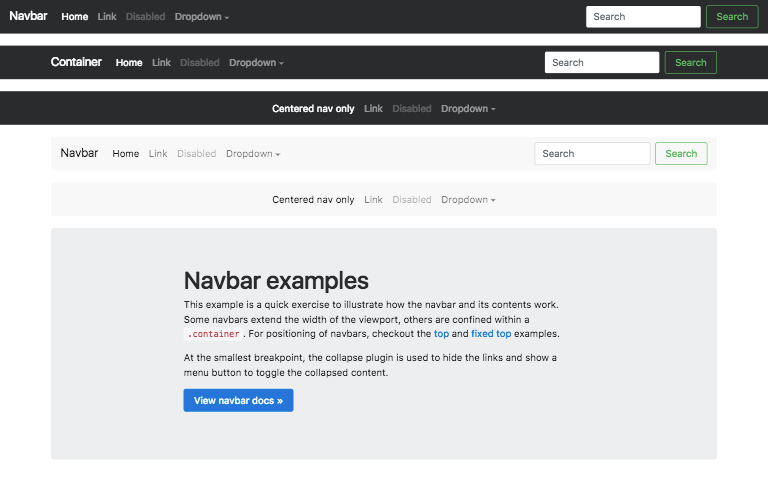 Navbar Home Link Disabled Dropdown Search Search
Container Home Link Disabled Dropdown Search Search
Centered nav only Link Disabled Dropdown
Navbar Home Link Disabled Dropdown Search Search
Centered nav only Link Disabled Dropdown
Navbar examples
This example is a quick exercise to illustrate how the navbar and its contents work.
Some navbars extend the width of the viewport, others are confined within a
.container. For positioning of navbars, checkout the top and fixed top examples.
At the smallest breakpoint, the collapse plugin is used to hide the links and show a
menu button to toggle the collapsed content.
View navbar docs »